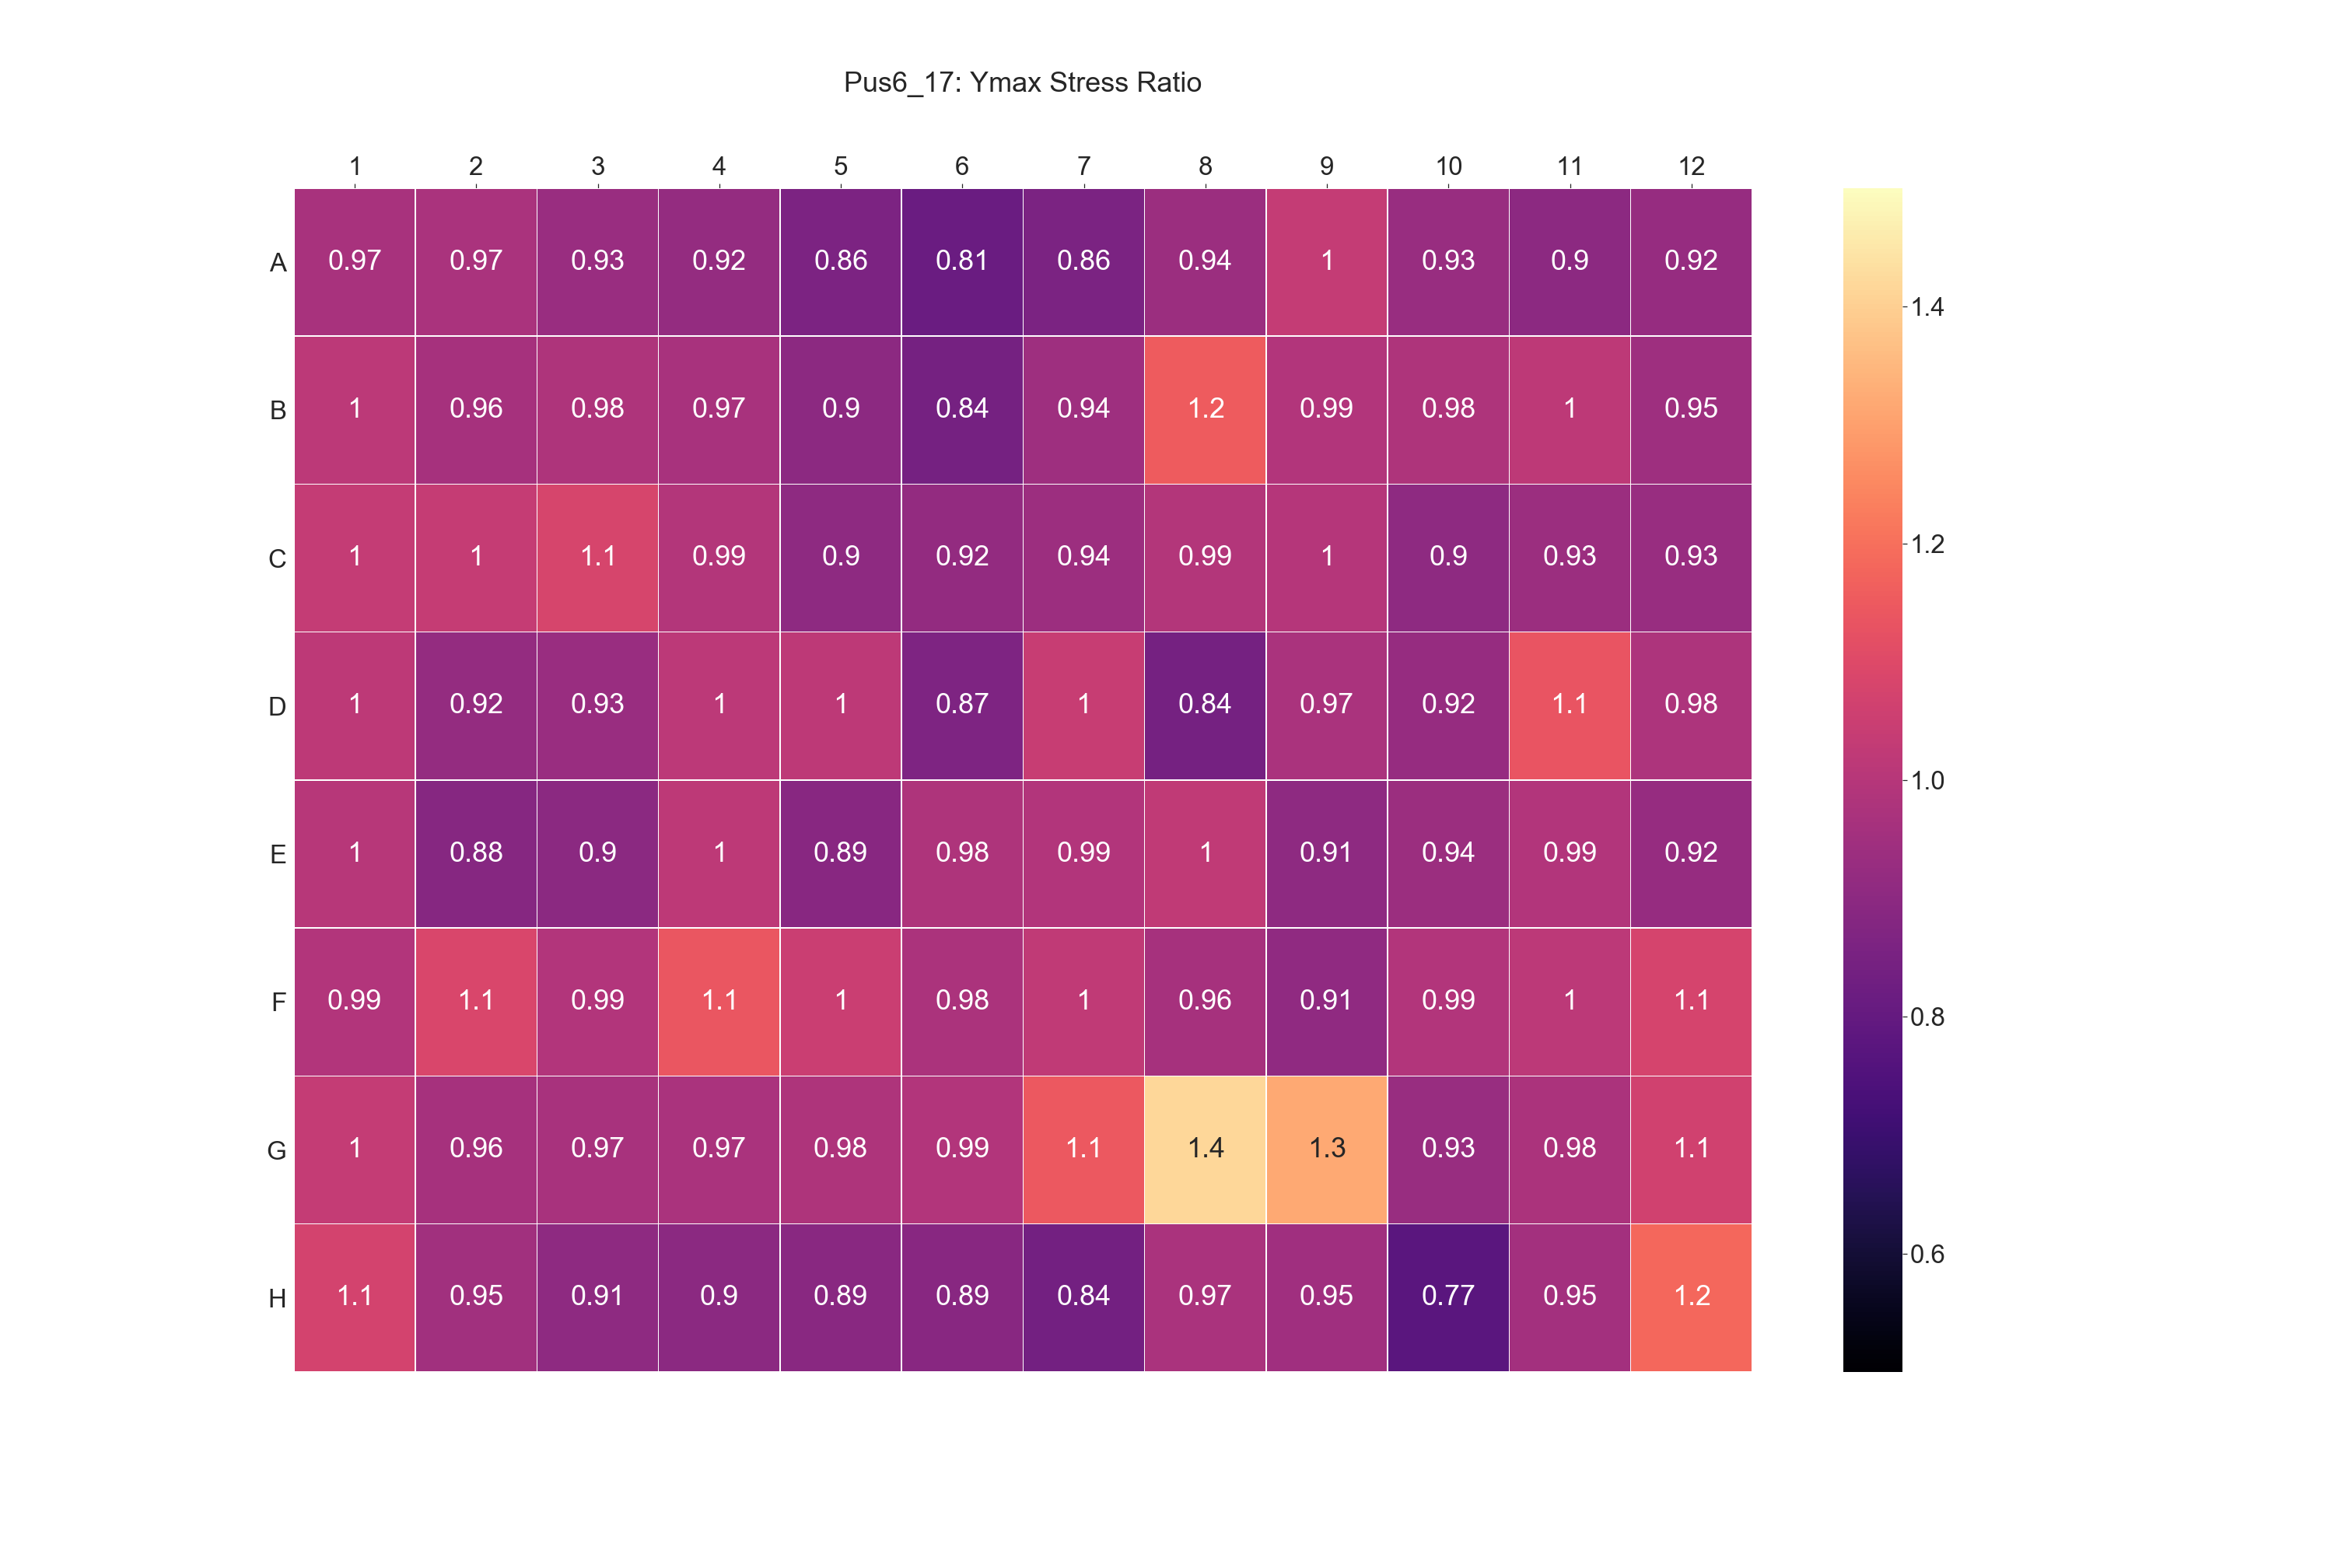 Pus6_17: Ymax Stress Ratio
1 2 3 4 5 6 7 8 9 10 11 12
A 0.97 0.97 0.93 0.92 0.86 0.81 0.86 0.94 1 0.93 0.9 0.92
1.4
B 1 0.96 0.98 0.97 0.9 0.84 0.94 1.2 0.99 0.98 1 0.95
C 1 1 1.1 0.99 0.9 0.92 0.94 0.99 1 0.9 0.93 0.93
1.2
D 1 0.92 0.93 1 1 0.87 1 0.84 0.97 0.92 1.1 0.98
1.0
E 1 0.88 0.9 1 0.89 0.98 0.99 1 0.91 0.94 0.99 0.92
F 0.99 1.1 0.99 1.1 1 0.98 1 0.96 0.91 0.99 1 1.1
0.8
G 1 0.96 0.97 0.97 0.98 0.99 1.1 1.4 1.3 0.93 0.98 1.1
0.6
H 1.1 0.95 0.91 0.9 0.89 0.89 0.84 0.97 0.95 0.77 0.95 1.2